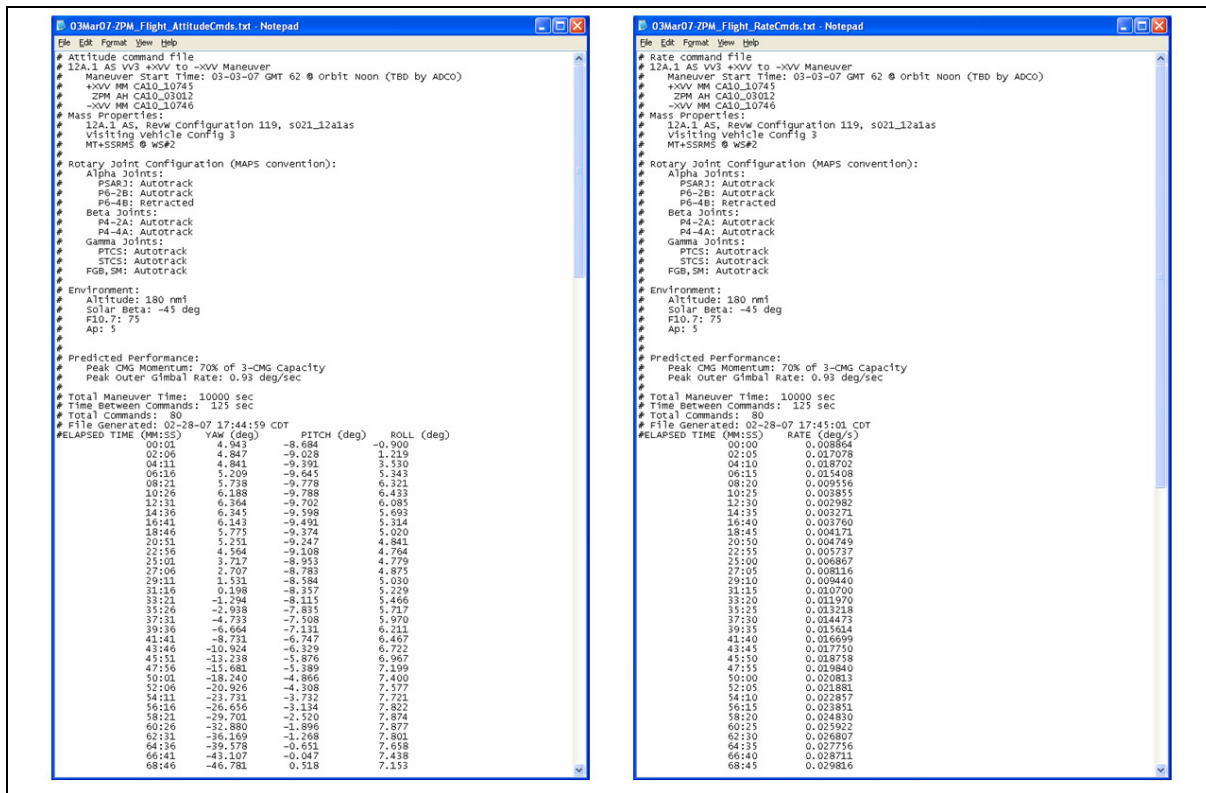 03Mar07-ZPM_Flight_AttitudeCmds.txt - Notepad
File Edit Format View Help
# Attitude command file
# 12A.1 AS VV3 +XVV to -XVV Maneuver
# Maneuver Start Time: 03-03-07 GMT 62 @ Orbit Noon (TBD by ADCO)
# +XVV MM CA10_10745
# ZPM AH CA10_03012
# -XVV MM CA10_10746
# Mass Properties:
# 12A.1 AS, RevW Configuration 119, s021_12a1as
# Visiting Vehicle Config 3
# MT+SSRMS @ WS#2
#
# Rotary Joint Configuration (MAPS convention):
# Alpha Joints:
# PSARJ: Autotrack
# P6-2B: Autotrack
# P6-4B: Retracted
# Beta Joints:
# P4-2A: Autotrack
# P4-4A: Autotrack
# Gamma Joints:
# PTCS: Autotrack
# STCS: Autotrack
# FGB,SM: Autotrack
#
# Environment:
# Altitude: 180 nmi
# Solar Beta: -45 deg
# F10.7: 75
# Ap: 5
#
#
# Predicted Performance:
# Peak CMG Momentum: 70% of 3-CMG Capacity
# Peak Outer Gimbal Rate: 0.93 deg/sec
#
# Total Maneuver Time: 10000 sec
# Time Between Commands: 125 sec
# Total Commands: 80
# File Generated: 02-28-07 17:44:59 CDT
#ELAPSED TIME (MM:SS) YAW (deg) PITCH (deg) ROLL (deg)
00:01 4.943 -8.684 -0.900
02:06 4.847 -9.028 1.219
04:11 4.841 -9.391 3.530
06:16 5.209 -9.645 5.343
08:21 5.738 -9.778 6.321
10:26 6.188 -9.788 6.433
12:31 6.364 -9.702 6.085
14:36 6.345 -9.598 5.693
16:41 6.143 -9.491 5.314
18:46 5.775 -9.374 5.020
20:51 5.251 -9.247 4.841
22:56 4.564 -9.108 4.764
25:01 3.717 -8.953 4.779
27:06 2.707 -8.783 4.875
29:11 1.531 -8.584 5.030
31:16 0.198 -8.357 5.229
33:21 -1.294 -8.115 5.466
35:26 -2.938 -7.835 5.717
37:31 -4.733 -7.508 5.970
39:36 -6.664 -7.131 6.211
41:41 -8.731 -6.747 6.467
43:46 -10.924 -6.329 6.722
45:51 -13.238 -5.876 6.967
47:56 -15.681 -5.389 7.199
50:01 -18.240 -4.866 7.400
52:06 -20.926 -4.308 7.577
54:11 -23.731 -3.732 7.721
56:16 -26.656 -3.134 7.822
58:21 -29.701 -2.520 7.874
60:26 -32.880 -1.896 7.877
62:31 -36.169 -1.268 7.801
64:36 -39.578 -0.651 7.658
66:41 -43.107 -0.047 7.438
68:46 -46.781 0.518 7.153
03Mar07-ZPM_Flight_RateCmds.txt - Notepad
File Edit Format View Help
# Rate command file
# 12A.1 AS VV3 +XVV to -XVV Maneuver
# Maneuver Start Time: 03-03-07 GMT 62 @ Orbit Noon (TBD by ADCO)
# +XVV MM CA10_10745
# ZPM AH CA10_03012
# -XVV MM CA10_10746
# Mass Properties:
# 12A.1 AS, RevW Configuration 119, s021_12a1as
# Visiting Vehicle Config 3
# MT+SSRMS @ WS#2
#
# Rotary Joint Configuration (MAPS convention):
# Alpha Joints:
# PSARJ: Autotrack
# P6-2B: Autotrack
# P6-4B: Retracted
# Beta Joints:
# P4-2A: Autotrack
# P4-4A: Autotrack
# Gamma Joints:
# PTCS: Autotrack
# STCS: Autotrack
# FGB,SM: Autotrack
#
# Environment:
# Altitude: 180 nmi
# Solar Beta: -45 deg
# F10.7: 75
# Ap: 5
#
#
# Predicted Performance:
# Peak CMG Momentum: 70% of 3-CMG Capacity
# Peak Outer Gimbal Rate: 0.93 deg/sec
#
# Total Maneuver Time: 10000 sec
# Time Between Commands: 125 sec
# Total Commands: 80
# File Generated: 02-28-07 17:45:01 CDT
#ELAPSED TIME (MM:SS) RATE (deg/s)
00:00 0.008864
02:05 0.017078
04:10 0.018702
06:15 0.015408
08:20 0.009556
10:25 0.003855
12:30 0.002982
14:35 0.003271
16:40 0.003760
18:45 0.004171
20:50 0.004749
22:55 0.005737
25:00 0.006867
27:05 0.008116
29:10 0.009440
31:15 0.010700
33:20 0.011970
35:25 0.013218
37:30 0.014473
39:35 0.015614
41:40 0.016699
43:45 0.017750
45:50 0.018758
47:55 0.019840
50:00 0.020813
52:05 0.021881
54:10 0.022857
56:15 0.023851
58:20 0.024830
60:25 0.025922
62:30 0.026807
64:35 0.027756
66:40 0.028711
68:45 0.029816